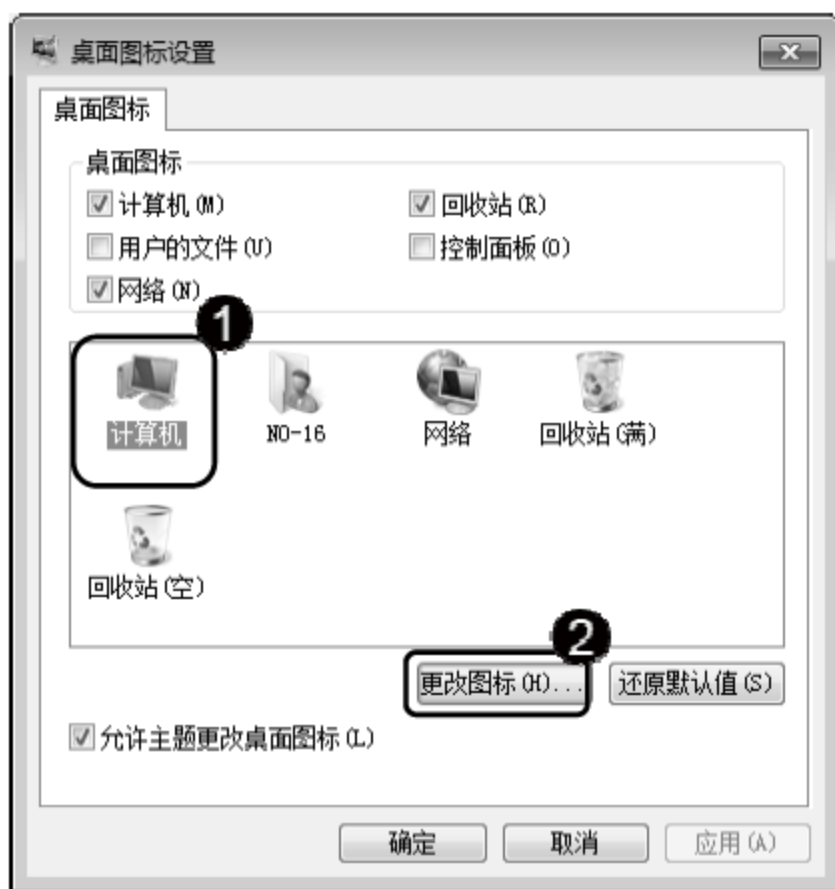 桌面图标设置
桌面图标
桌面图标
计算机(M) 回收站(R)
用户的文件(U) 控制面板(O)
网络(N)
1
计算机 NO-16 网络 回收站(满)
回收站(空)
2
更改图标(H)... 还原默认值(S)
允许主题更改桌面图标(L)
确定 取消 应用(A)